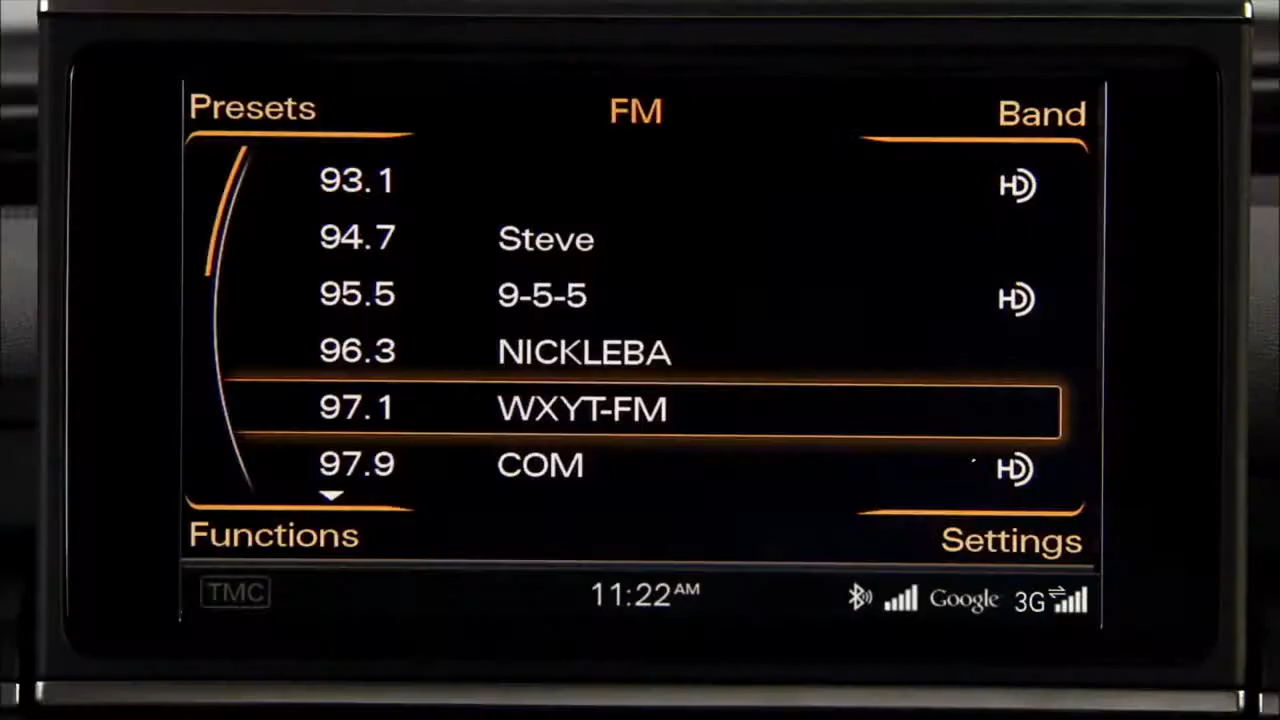 Presets FM Band
93.1 HD
94.7 Steve
95.5 9-5-5 HD
96.3 NICKLEBA
97.1 WXYT-FM
97.9 COM HD
Functions Settings
TMC 11:22 AM Google 3G